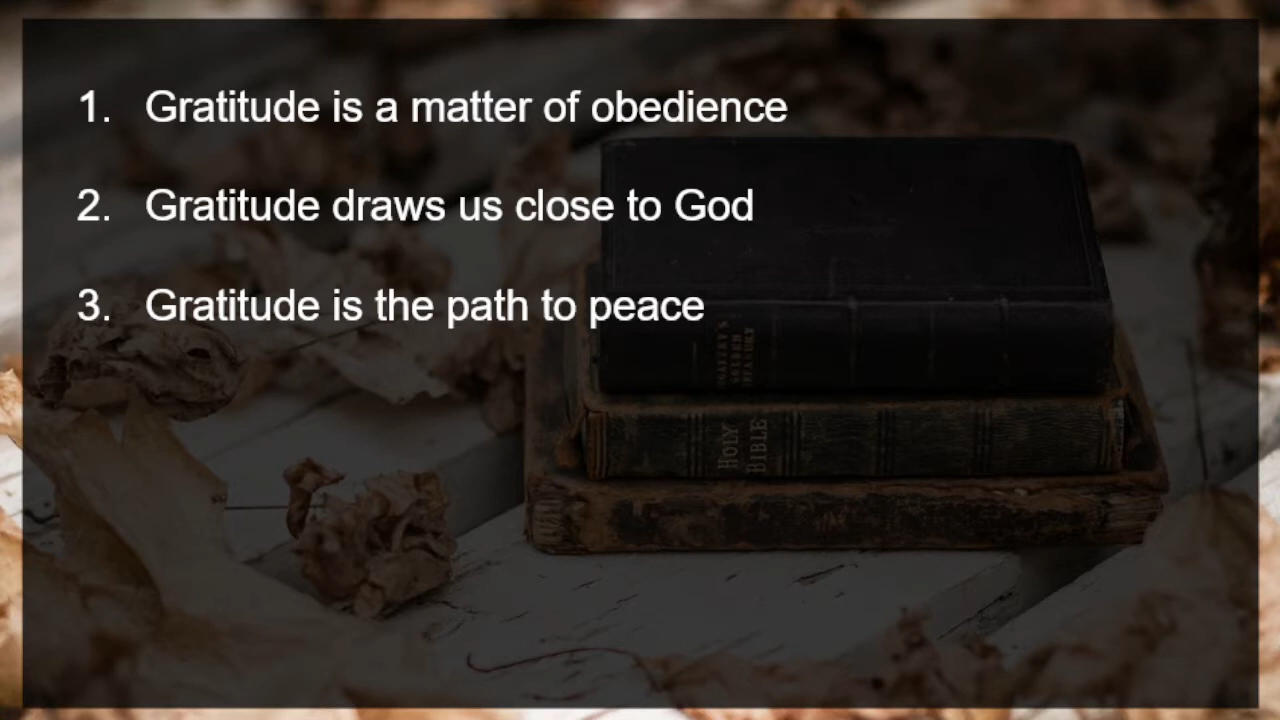 1. Gratitude is a matter of obedience
2. Gratitude draws us close to God
3. Gratitude is the path to peace
HOLY
BIBLE